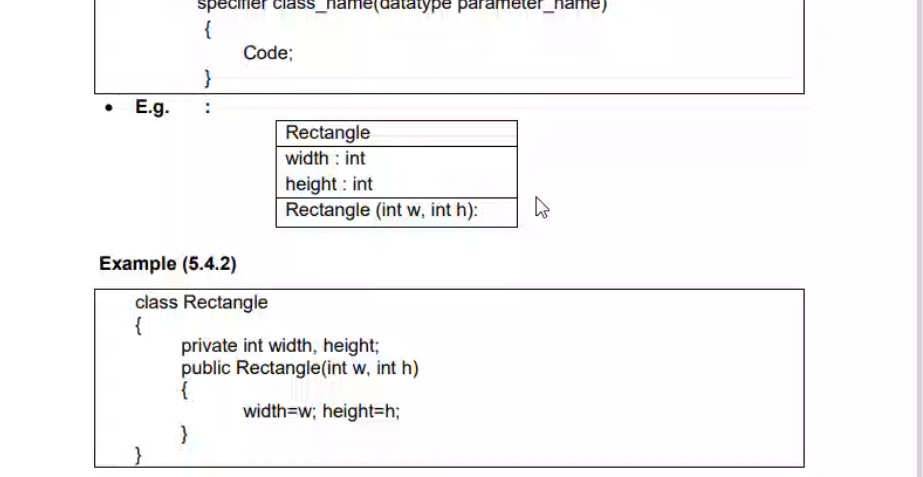 specifier class_name(datatype parameter_name)
{
Code;
}
• E.g. :
Rectangle
width : int
height : int
Rectangle (int w, int h):
Example (5.4.2)
class Rectangle
{
private int width, height;
public Rectangle(int w, int h)
{
width=w; height=h;
}
}